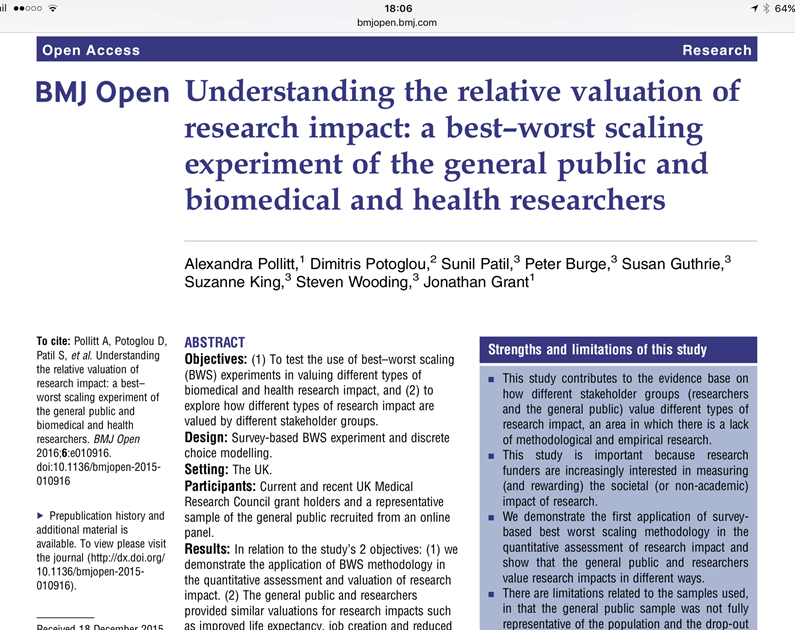 18:06
64%
bmjopen.bmj.com
Open Access
Research
BMJ Open
Understanding the relative valuation of
research impact: a best–worst scaling
experiment of the general public and
biomedical and health researchers
Alexandra Pollitt,1 Dimitris Potoglou,2 Sunil Patil,3 Peter Burge,3 Susan Guthrie,3
Suzanne King,3 Steven Wooding,3 Jonathan Grant1
To cite: Pollitt A, Potoglou D,
Patil S, et al. Understanding
the relative valuation of
research impact: a best–
worst scaling experiment of
the general public and
biomedical and health
researchers. BMJ Open
2016;6:e010916.
doi:10.1136/bmjopen-2015-
010916
▶ Prepublication history and
additional material is
available. To view please visit
the journal (http://dx.doi.org/
10.1136/bmjopen-2015-
010916).
Received 18 December 2015
ABSTRACT
Objectives: (1) To test the use of best–worst scaling
(BWS) experiments in valuing different types of
biomedical and health research impact, and (2) to
explore how different types of research impact are
valued by different stakeholder groups.
Design: Survey-based BWS experiment and discrete
choice modelling.
Setting: The UK.
Participants: Current and recent UK Medical
Research Council grant holders and a representative
sample of the general public recruited from an online
panel.
Results: In relation to the study's 2 objectives: (1) we
demonstrate the application of BWS methodology in
the quantitative assessment and valuation of research
impact. (2) The general public and researchers
provided similar valuations for research impacts such
as improved life expectancy, job creation and reduced
Strengths and limitations of this study
■ This study contributes to the evidence base on
how different stakeholder groups (researchers
and the general public) value different types of
research impact, an area in which there is a lack
of methodological and empirical research.
■ This study is important because research
funders are increasingly interested in measuring
(and rewarding) the societal (or non-academic)
impact of research.
■ We demonstrate the first application of survey-
based best worst scaling methodology in the
quantitative assessment of research impact and
show that the general public and researchers
value research impacts in different ways.
■ There are limitations related to the samples used,
in that the general public sample was not fully
representative of the population and the drop-out